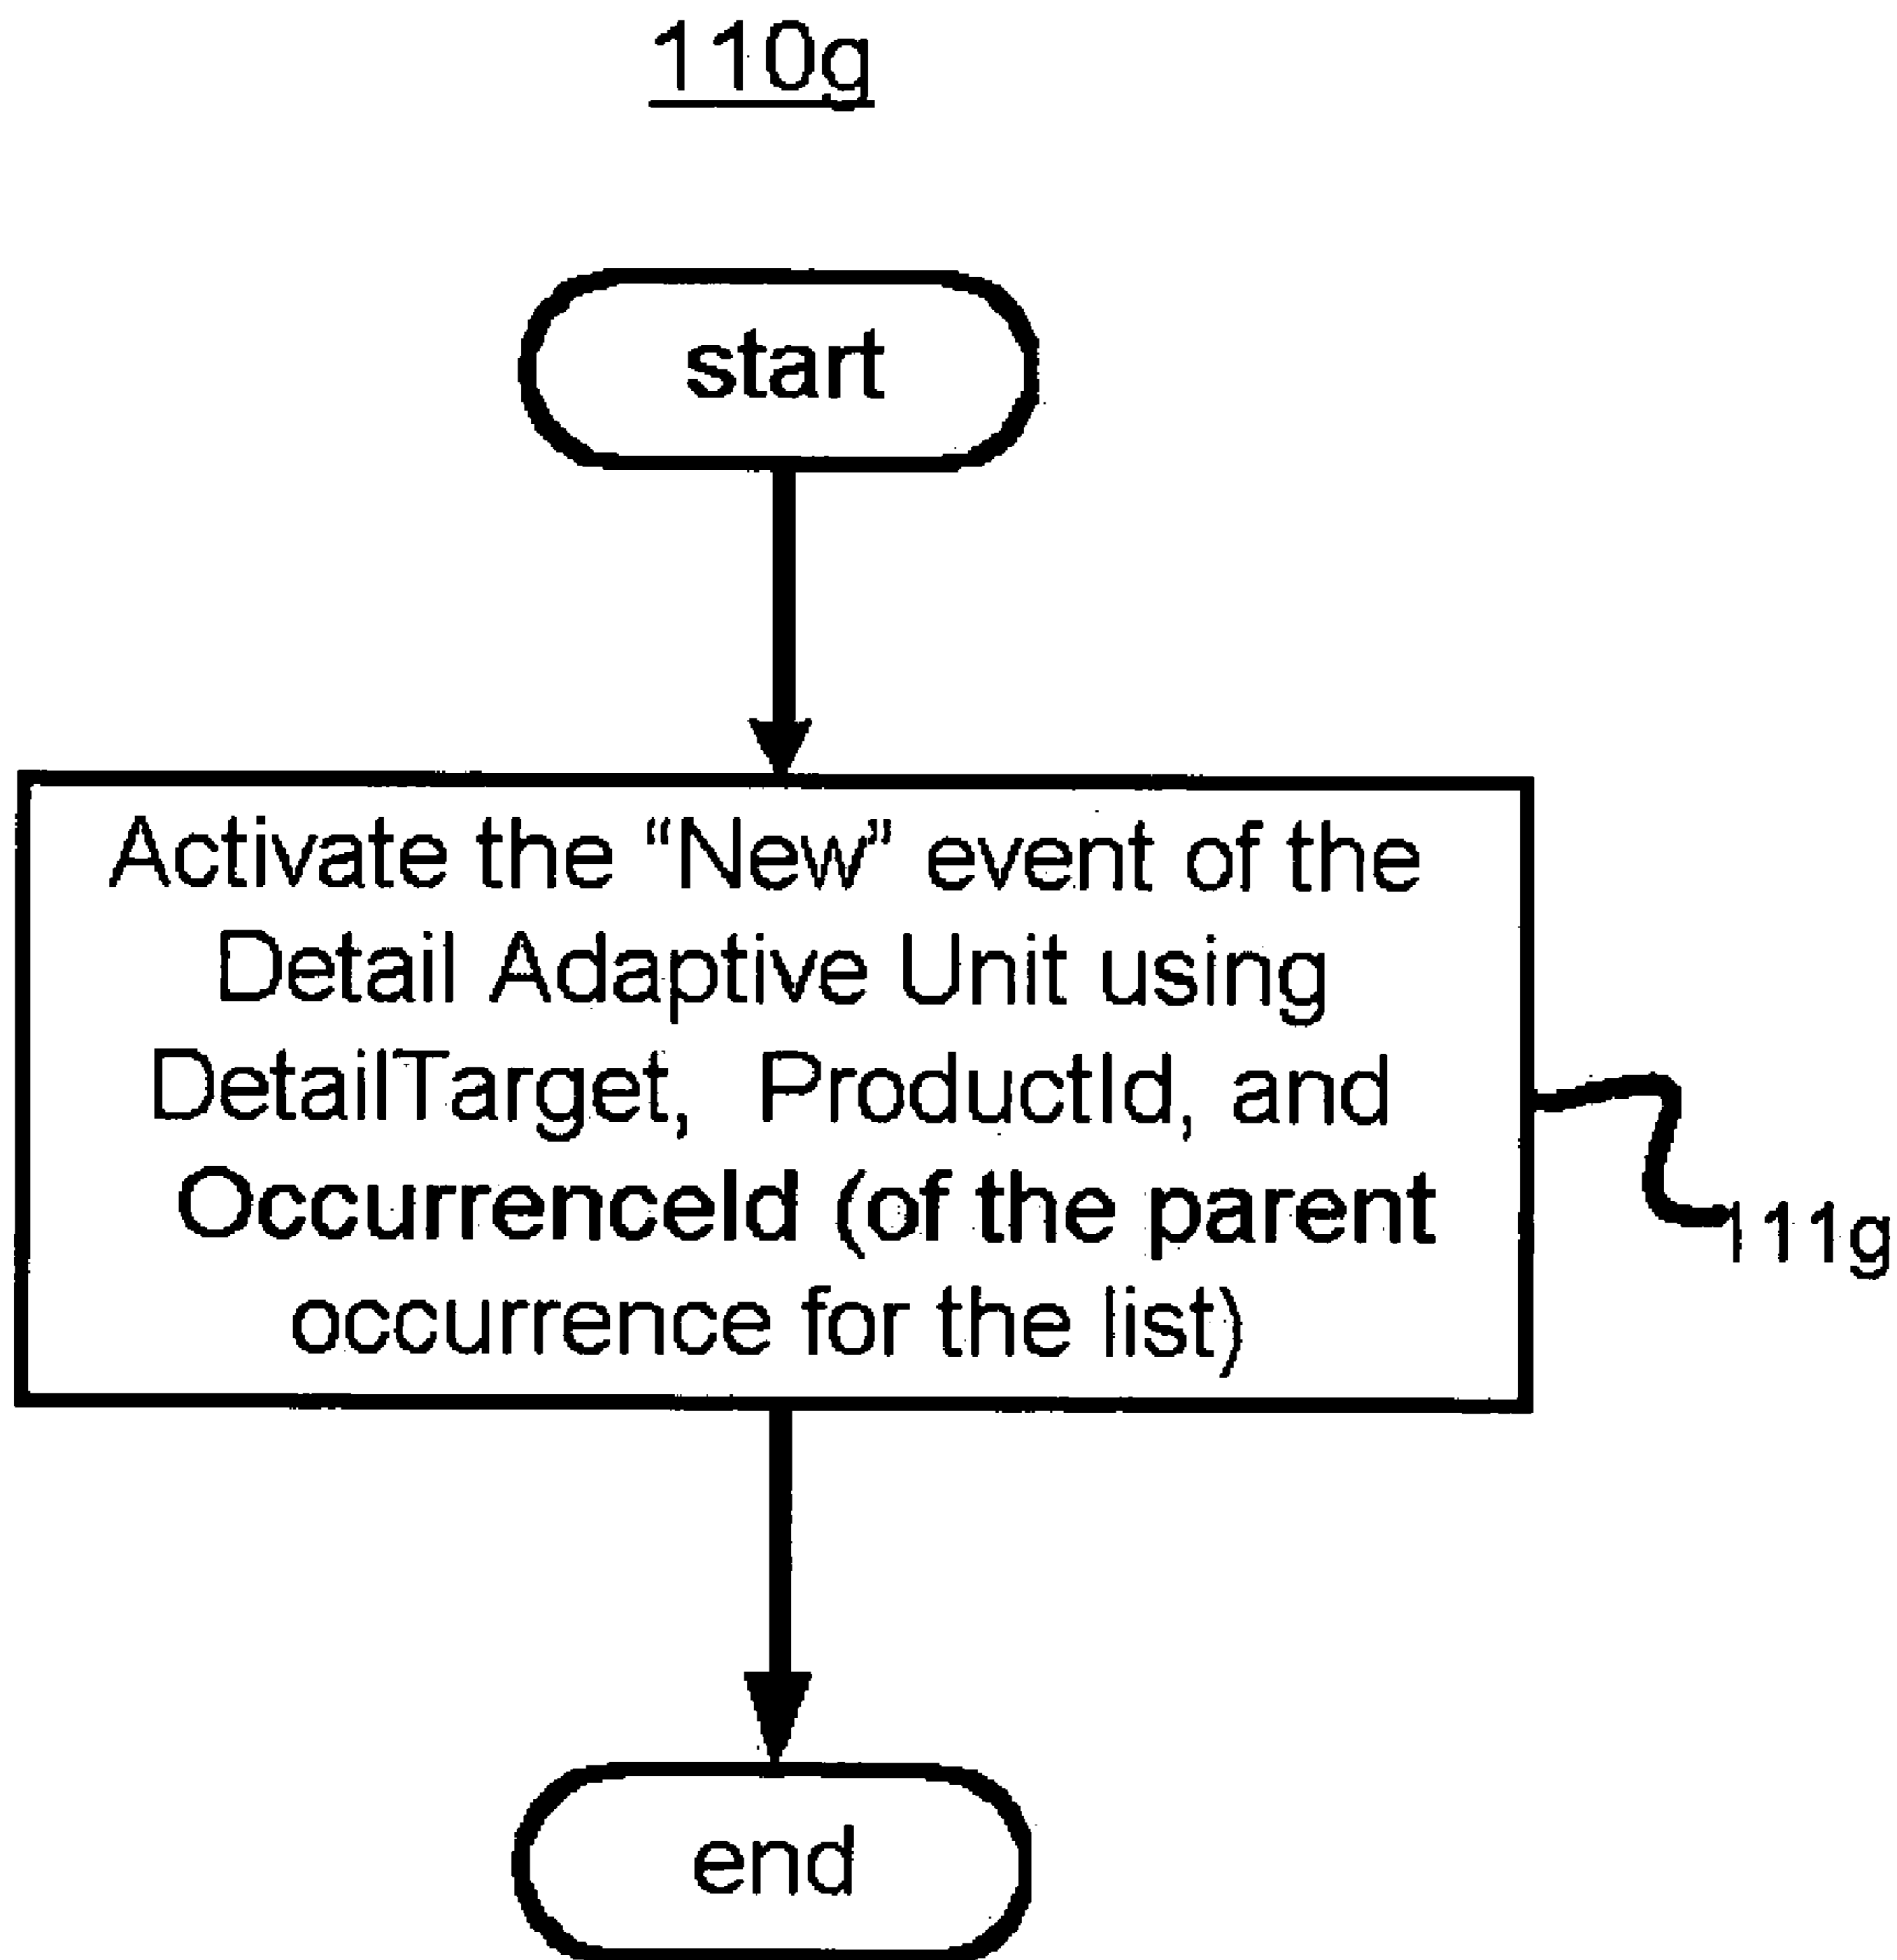 110g
start
Activate the “New” event of the
Detail Adaptive Unit using
DetailTarget, ProductId, and
OccurrenceId (of the parent
occurrence for the list)
111g
end